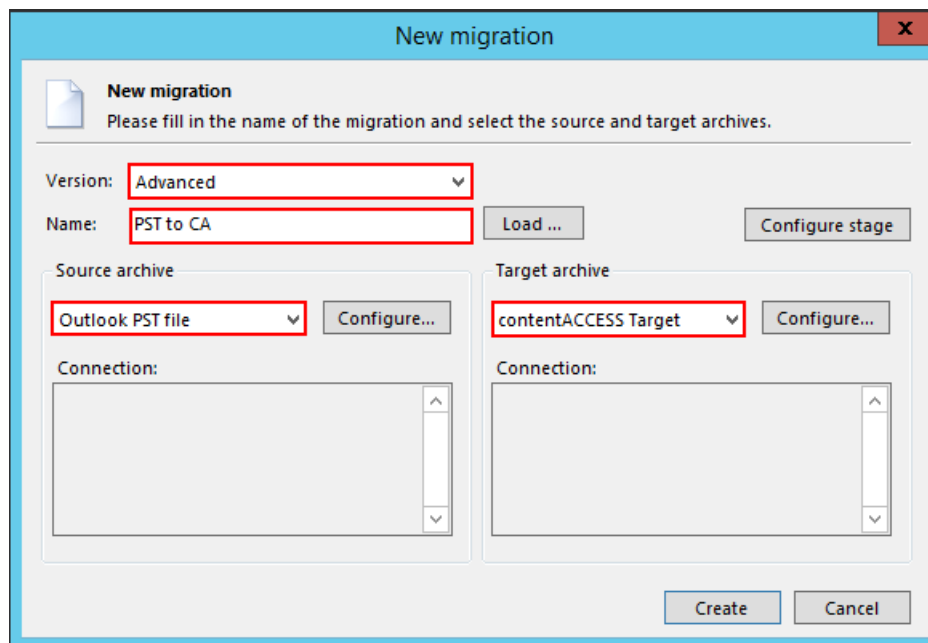 New migration
x
New migration
Please fill in the name of the migration and select the source and target archives.
Version: Advanced
Name: PST to CA Load ... Configure stage
Source archive Target archive
Outlook PST file Configure... contentACCESS Target Configure...
Connection: Connection:
Create Cancel